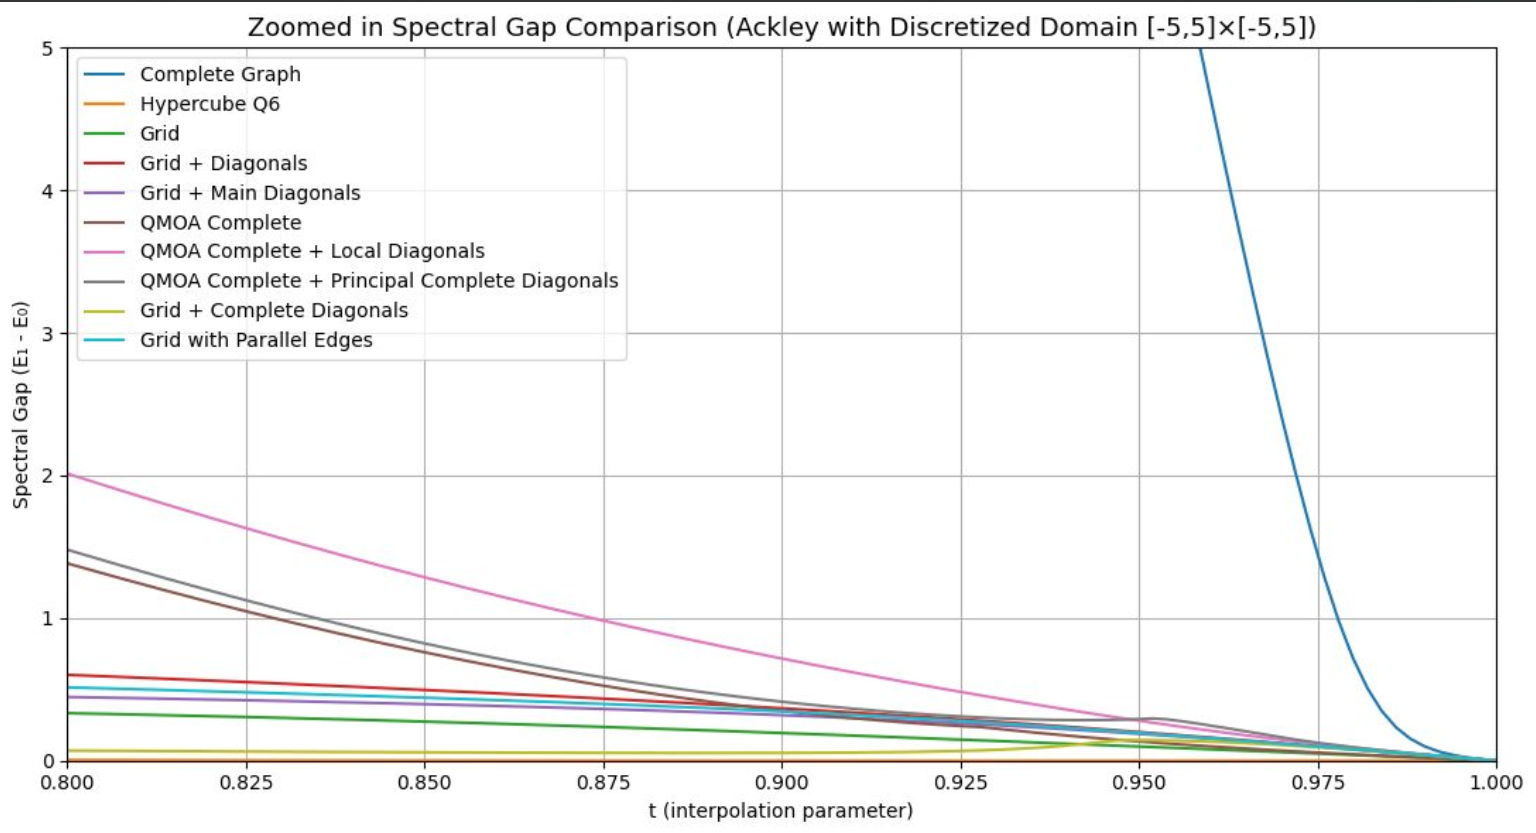 Zoomed in Spectral Gap Comparison (Ackley with Discretized Domain [-5,5]×[-5,5])
5
4
3
2
1
0
Spectral Gap (E₁ - E₀)
Complete Graph
Hypercube Q6
Grid
Grid + Diagonals
Grid + Main Diagonals
QMOA Complete
QMOA Complete + Local Diagonals
QMOA Complete + Principal Complete Diagonals
Grid + Complete Diagonals
Grid with Parallel Edges
0.800 0.825 0.850 0.875 0.900 0.925 0.950 0.975 1.000
t (interpolation parameter)